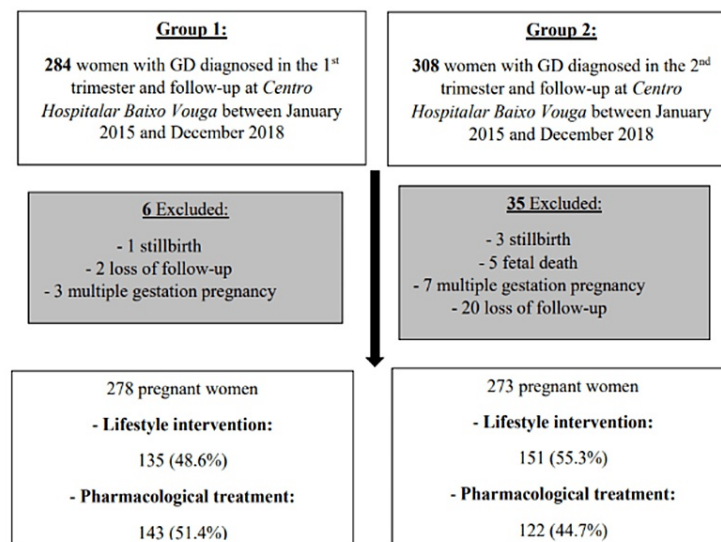 Group 1:
284 women with GD diagnosed in the 1st
trimester and follow-up at Centro
Hospitalar Baixo Vouga between January
2015 and December 2018
Group 2:
308 women with GD diagnosed in the 2nd
trimester and follow-up at Centro
Hospitalar Baixo Vouga between January
2015 and December 2018
6 Excluded:
- 1 stillbirth
- 2 loss of follow-up
- 3 multiple gestation pregnancy
35 Excluded:
- 3 stillbirth
- 5 fetal death
- 7 multiple gestation pregnancy
- 20 loss of follow-up
278 pregnant women
- Lifestyle intervention:
135 (48.6%)
- Pharmacological treatment:
143 (51.4%)
273 pregnant women
- Lifestyle intervention:
151 (55.3%)
- Pharmacological treatment:
122 (44.7%)